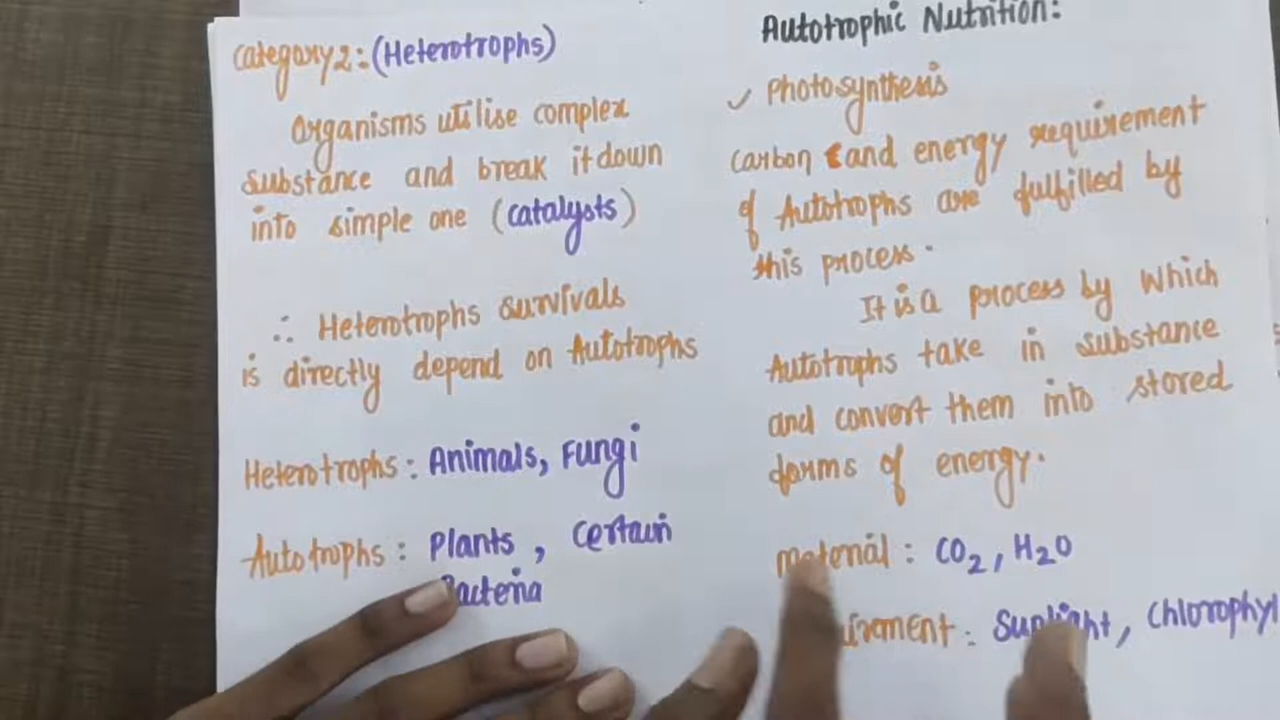 Category2: (Heterotrophs)
Organisms utilise complex
substance and break it down
into simple one (catalysts)
∴ Heterotrophs survivals
is directly depend on Autotrophs
Heterotrophs: Animals, Fungi
Autotrophs: Plants, certain
Bacteria
Autotrophic Nutrition:
✓ Photosynthesis
carbon and energy requirement
of Autotrophs are fulfilled by
this process.
It is a process by which
Autotrophs take in substance
and convert them into stored
forms of energy.
material: CO₂, H₂O
Sunlight, Chlorophyl